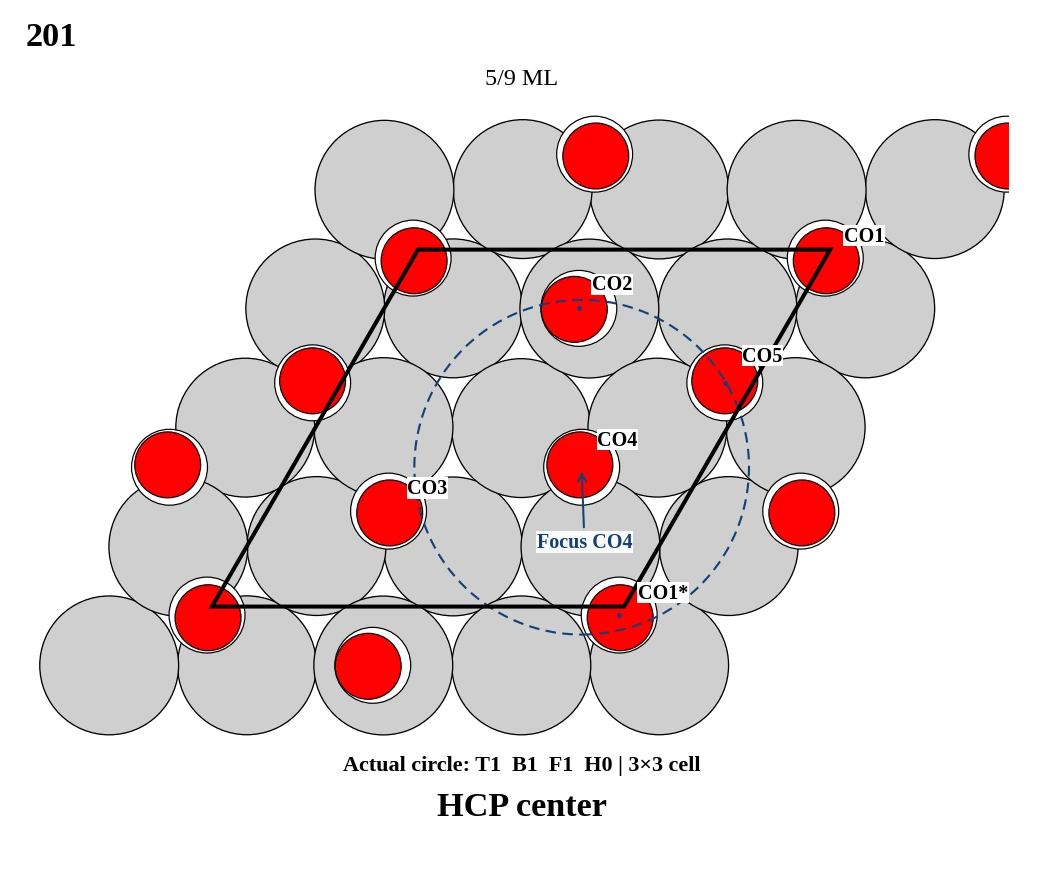 201
5/9 ML
CO1
CO2
CO5
CO4
CO3
Focus CO4
CO1*
Actual circle: T1 B1 F1 H0 | 3×3 cell
HCP center